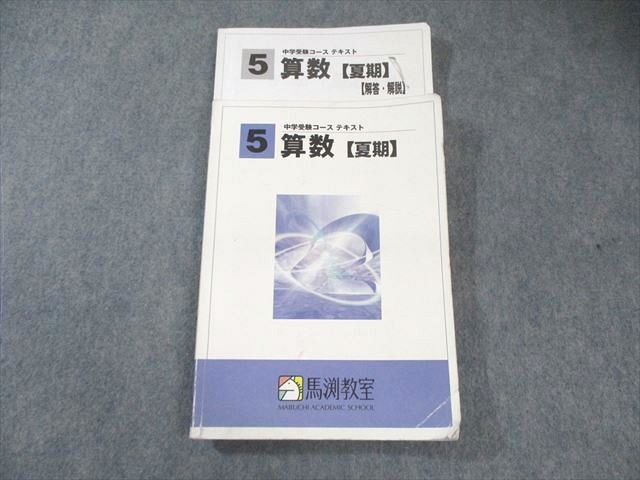 中学受験コース テキスト
5 算数【夏期】
【解答・解説】
中学受験コース テキスト
5 算数【夏期】
馬渕教室
MABUCHI ACADEMIC SCHOOL